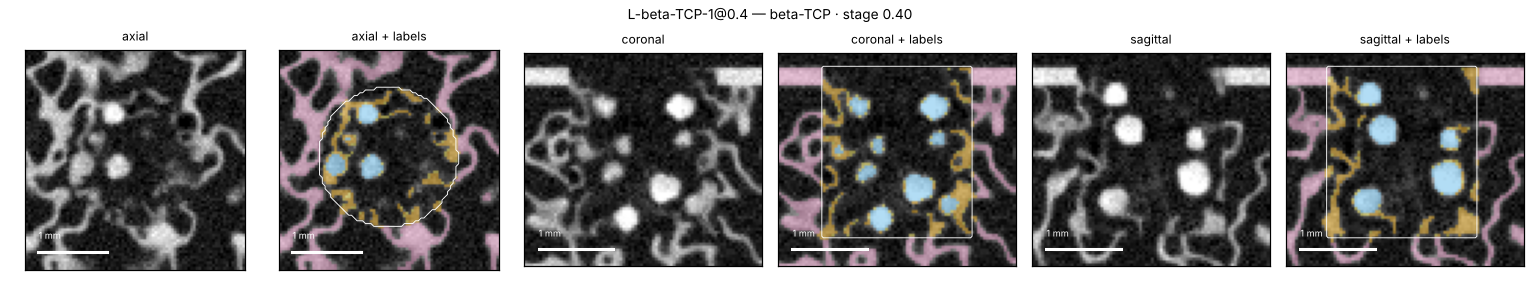 L-beta-TCP-1@0.4 — beta-TCP · stage 0.40
axial
axial + labels
coronal
coronal + labels
sagittal
sagittal + labels
1 mm
1 mm
1 mm
1 mm
1 mm
1 mm